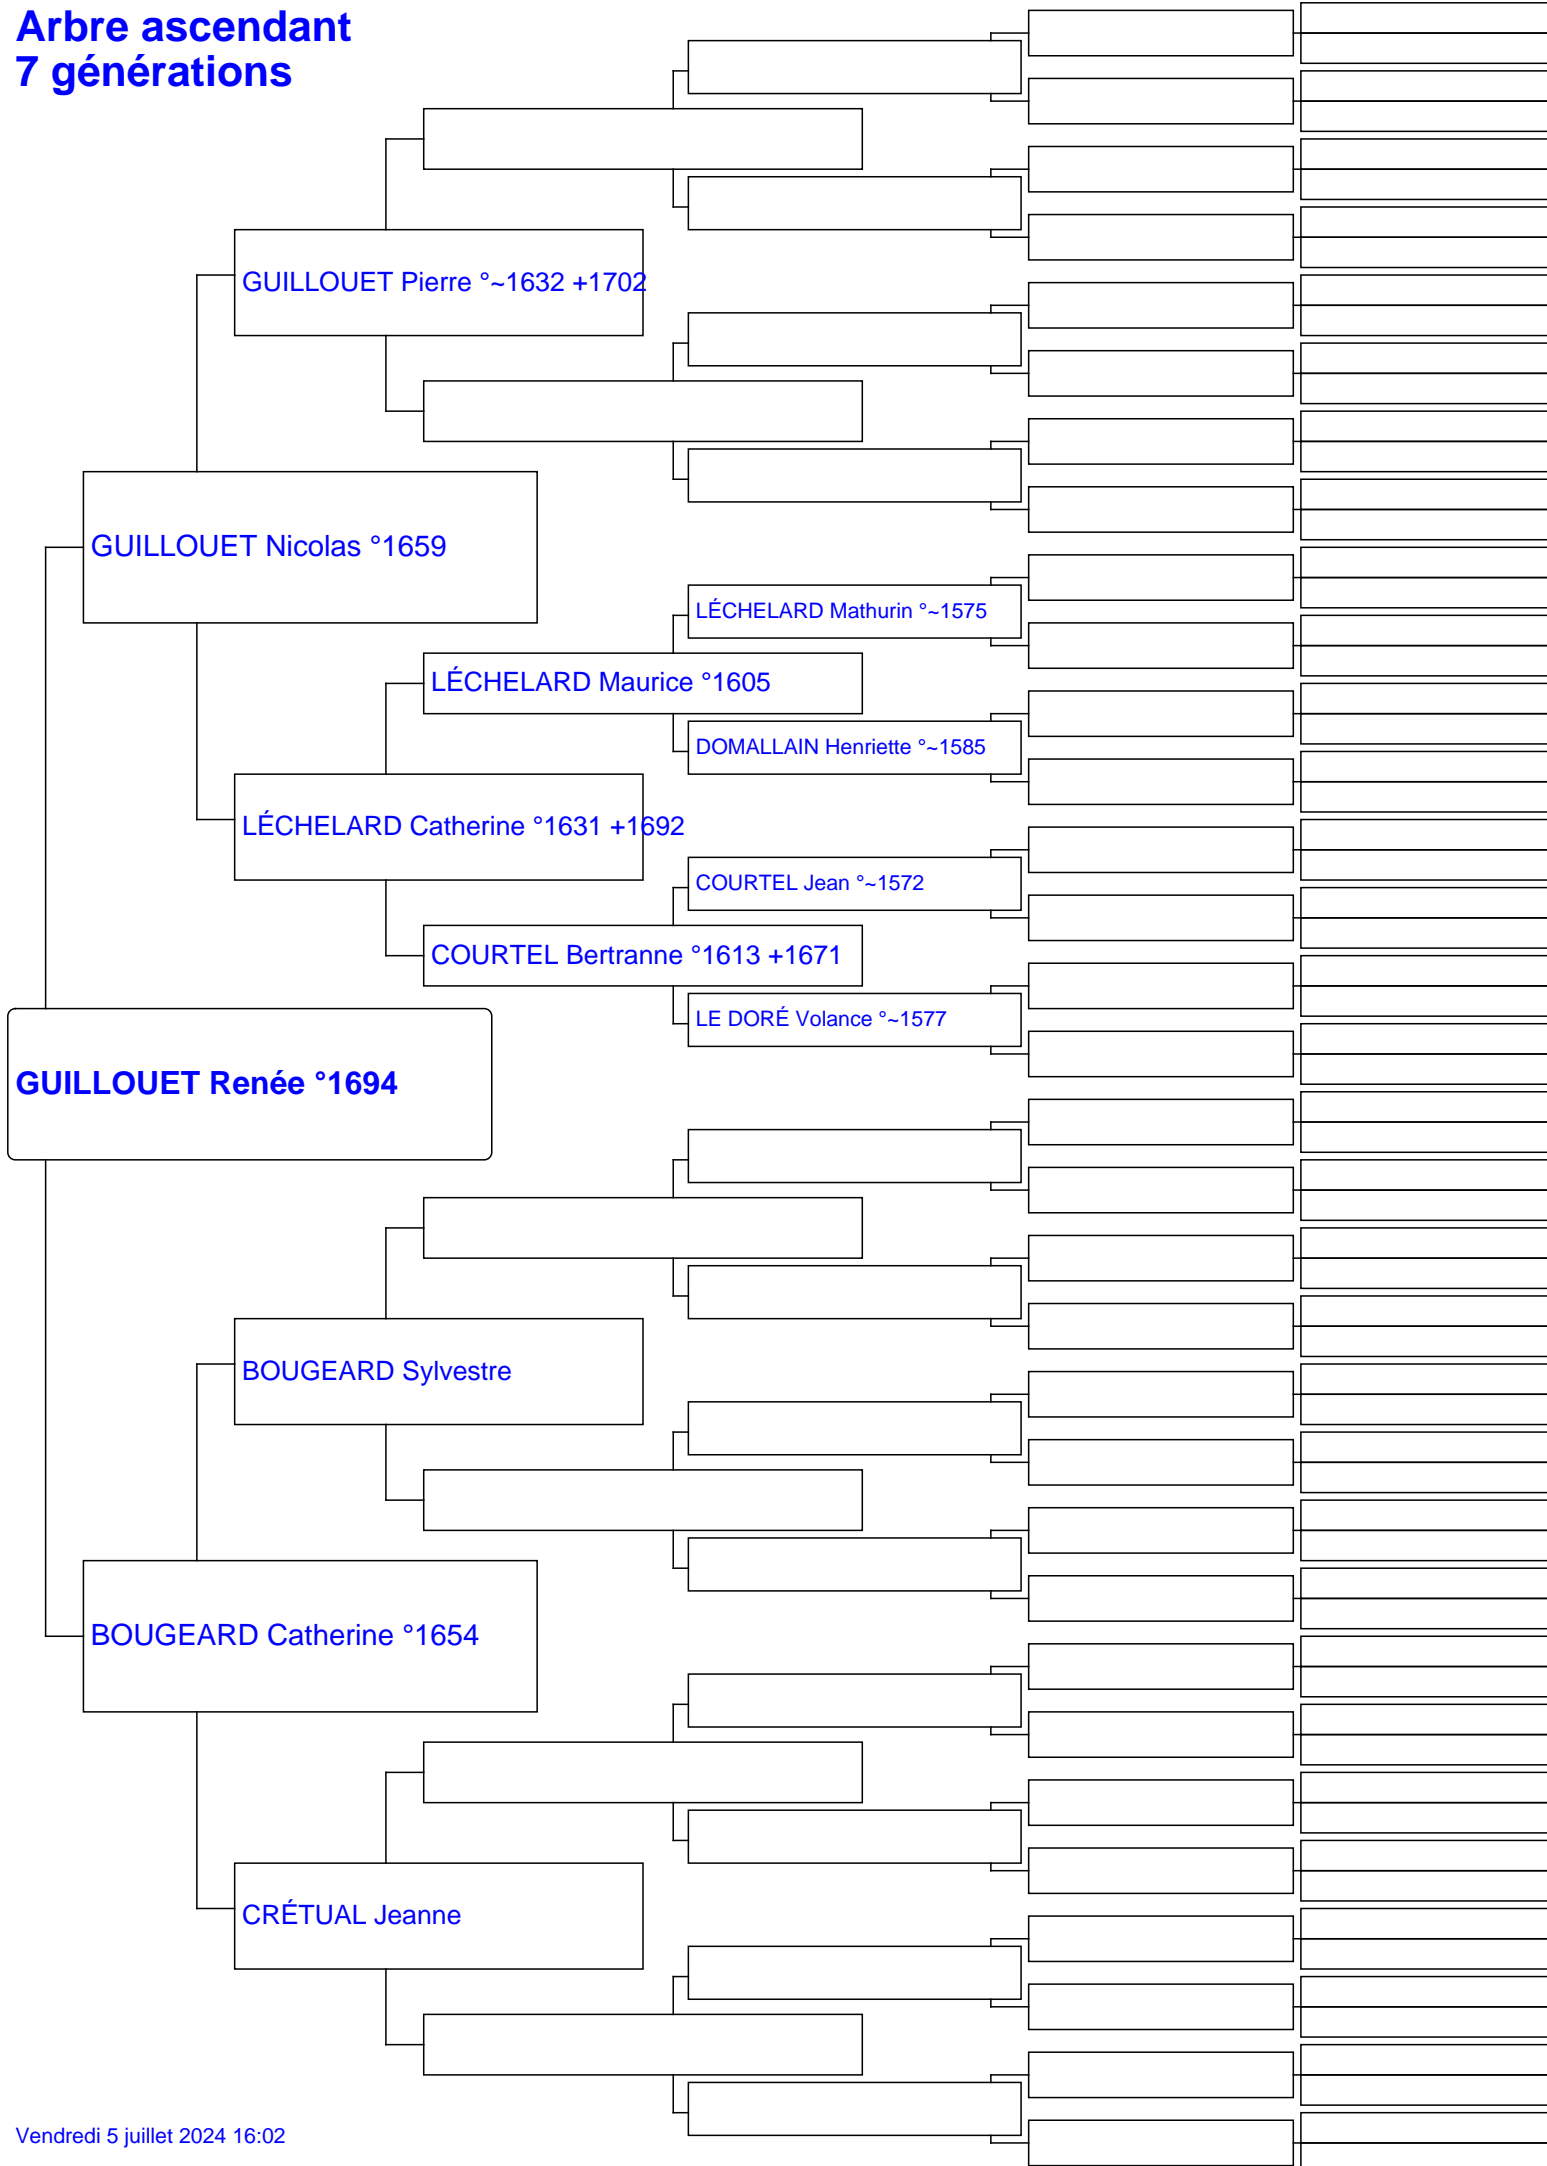 Arbre ascendant
7 générations
GUILLOUET Pierre °~1632 +1702
GUILLOUET Nicolas °1659
LÉCHELARD Mathurin °~1575
LÉCHELARD Maurice °1605
DOMALLAIN Henriette °~1585
LÉCHELARD Catherine °1631 +1692
COURTEL Jean °~1572
COURTEL Bertranne °1613 +1671
LE DORÉ Volance °~1577
GUILLOUET Renée °1694
BOUGEARD Sylvestre
BOUGEARD Catherine °1654
CRÉTUAL Jeanne
Vendredi 5 juillet 2024 16:02